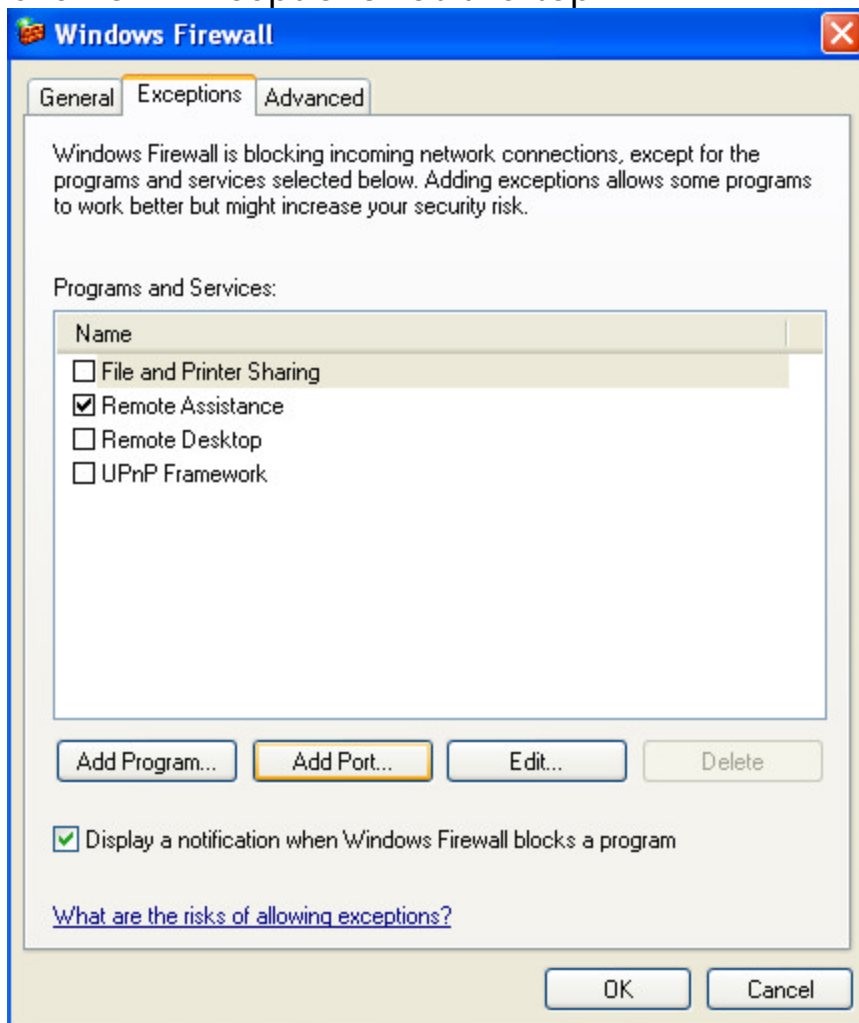 Windows Firewall
General Exceptions Advanced
Windows Firewall is blocking incoming network connections, except for the
programs and services selected below. Adding exceptions allows some programs
to work better but might increase your security risk.
Programs and Services:
Name
File and Printer Sharing
Remote Assistance
Remote Desktop
UPnP Framework
Add Program... Add Port... Edit... Delete
Display a notification when Windows Firewall blocks a program
What are the risks of allowing exceptions?
OK Cancel